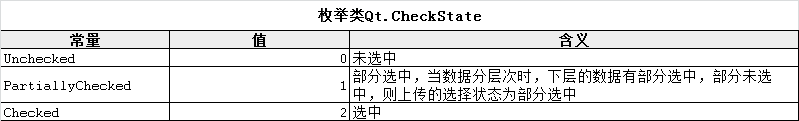 枚举类Qt.CheckState
常量 值 含义
Unchecked 0 未选中
PartiallyChecked 1 部分选中，当数据分层次时，下层的数据有部分选中，部分未选
中，则上传的选择状态为部分选中
Checked 2 选中